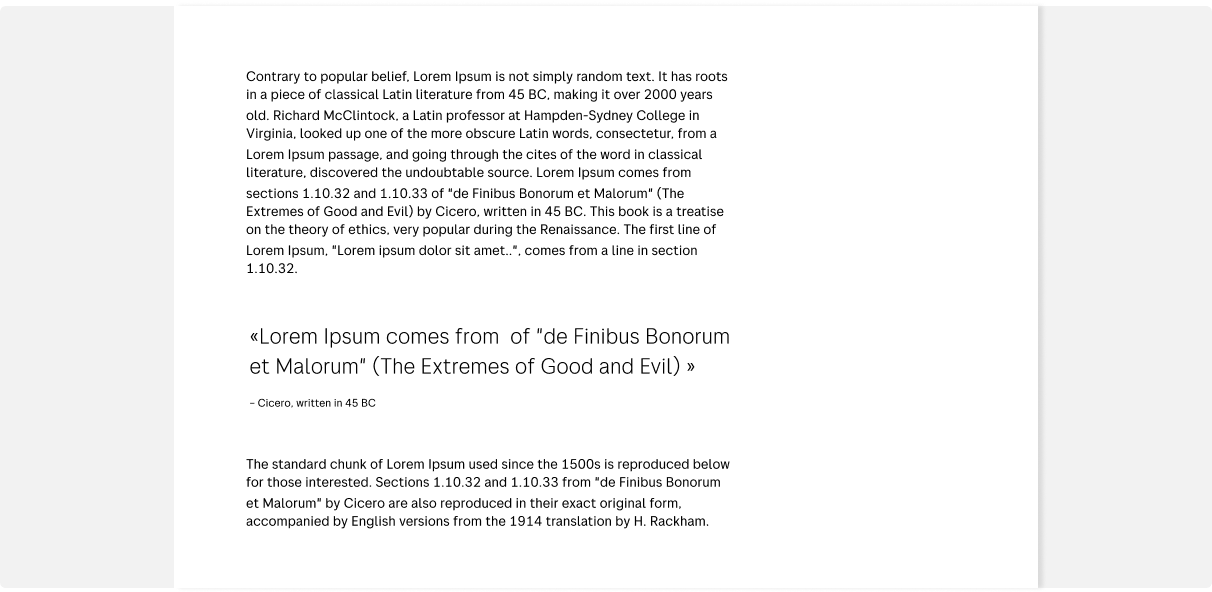 Contrary to popular belief, Lorem Ipsum is not simply random text. It has roots
in a piece of classical Latin literature from 45 BC, making it over 2000 years
old. Richard McClintock, a Latin professor at Hampden-Sydney College in
Virginia, looked up one of the more obscure Latin words, consectetur, from a
Lorem Ipsum passage, and going through the cites of the word in classical
literature, discovered the undoubtable source. Lorem Ipsum comes from
sections 1.10.32 and 1.10.33 of "de Finibus Bonorum et Malorum" (The
Extremes of Good and Evil) by Cicero, written in 45 BC. This book is a treatise
on the theory of ethics, very popular during the Renaissance. The first line of
Lorem Ipsum, "Lorem ipsum dolor sit amet..", comes from a line in section
1.10.32.
«Lorem Ipsum comes from  of "de Finibus Bonorum
et Malorum" (The Extremes of Good and Evil) »
– Cicero, written in 45 BC
The standard chunk of Lorem Ipsum used since the 1500s is reproduced below
for those interested. Sections 1.10.32 and 1.10.33 from "de Finibus Bonorum
et Malorum" by Cicero are also reproduced in their exact original form,
accompanied by English versions from the 1914 translation by H. Rackham.